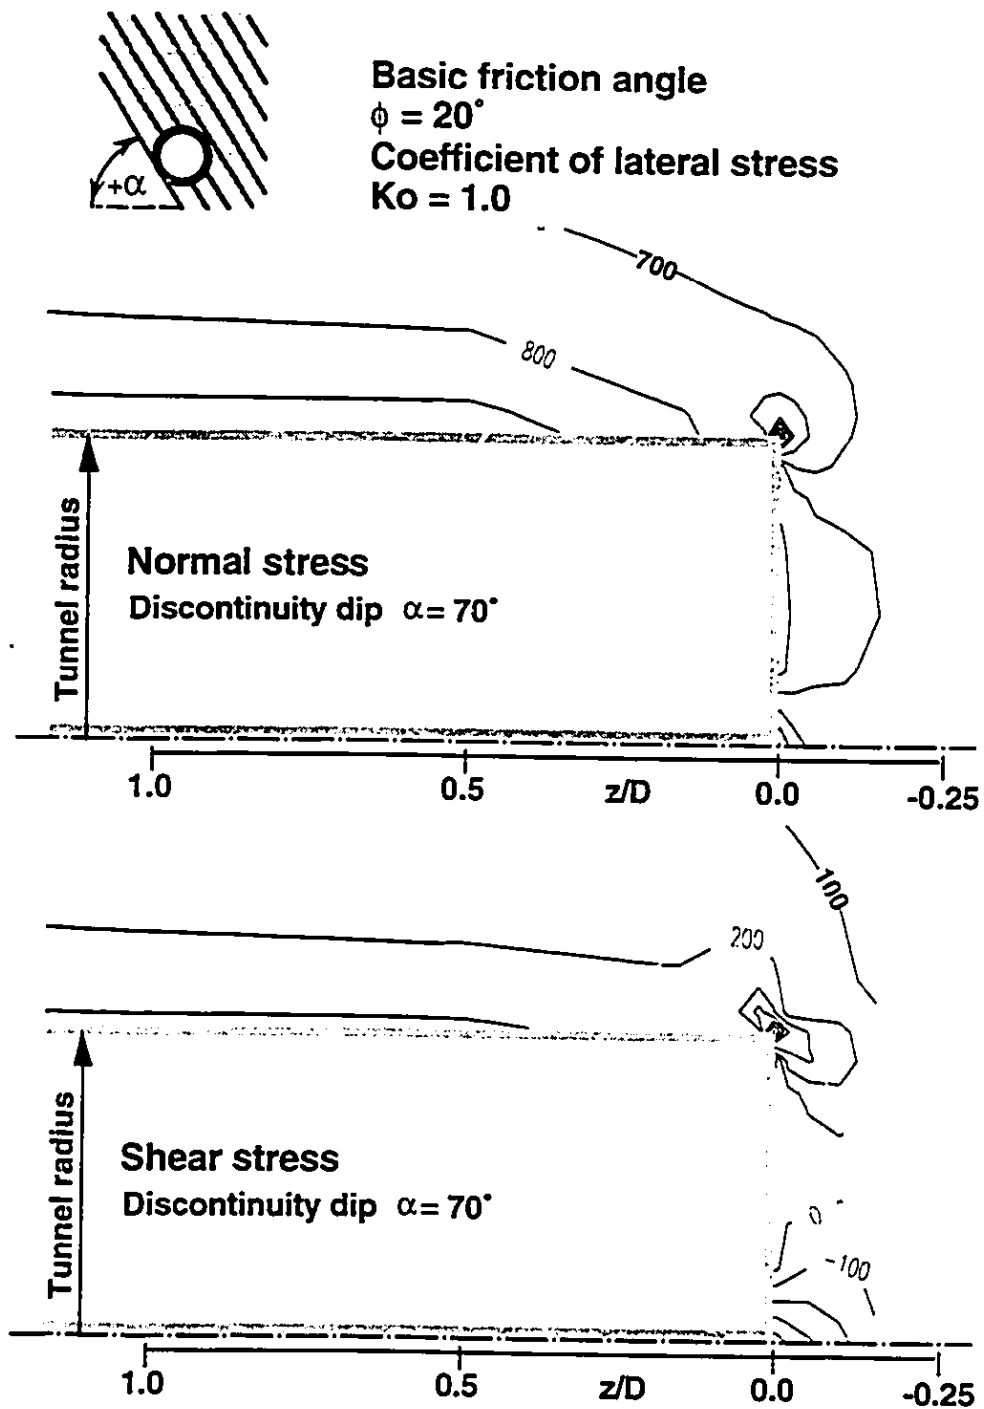 Basic friction angle
ϕ = 20°
Coefficient of lateral stress
Ko = 1.0
+α
700
800
Tunnel radius
Normal stress
Discontinuity dip α= 70°
1.0 0.5 z/D 0.0 -0.25
100
200
Tunnel radius
Shear stress
Discontinuity dip α= 70°
0
-100
1.0 0.5 z/D 0.0 -0.25